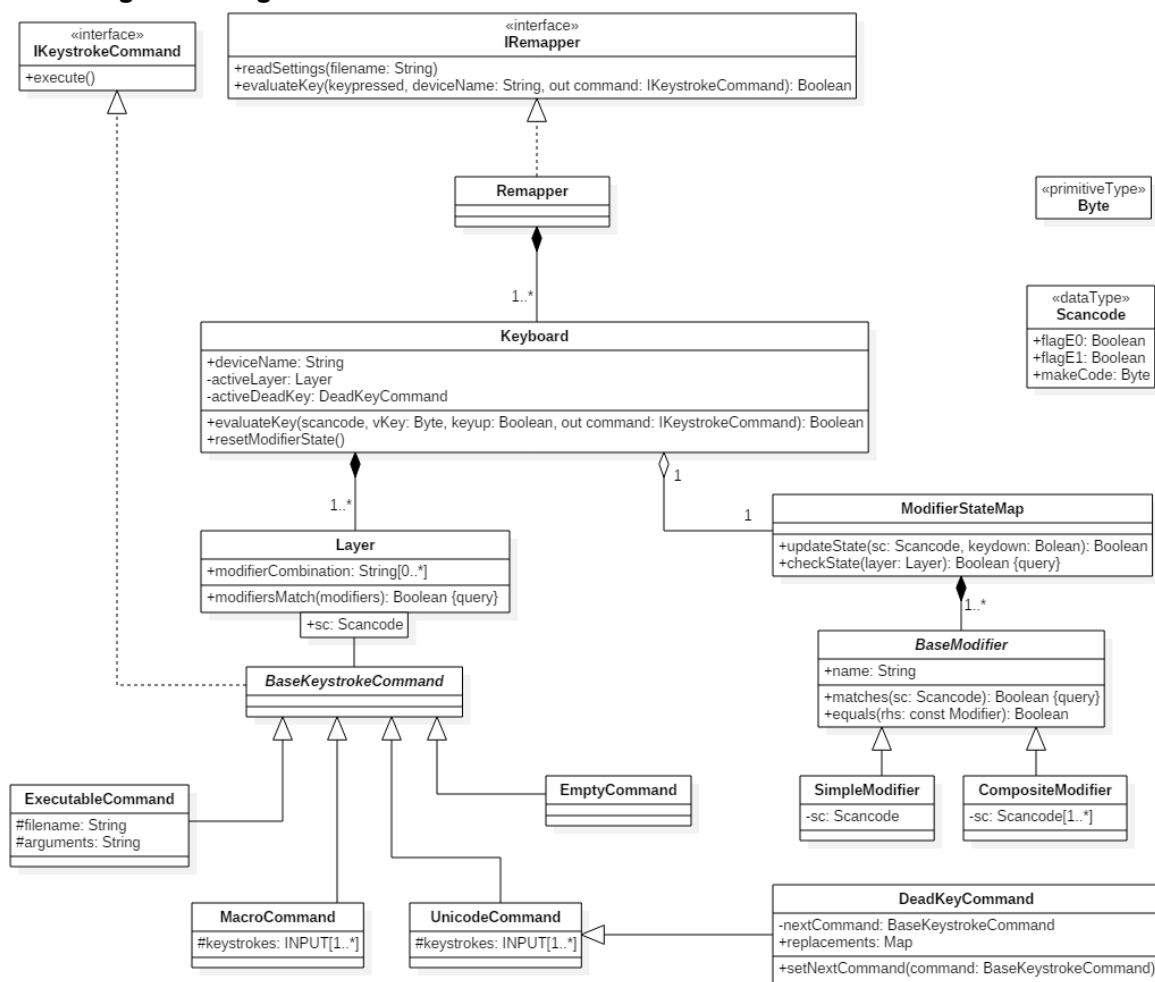 «interface»
IKeystrokeCommand
+execute()
«interface»
IRemapper
+readSettings(filename: String)
+evaluateKey(keypressed, deviceName: String, out command: IKeystrokeCommand): Boolean
Remapper
«primitiveType»
Byte
1..*
«dataType»
Scancode
+flagE0: Boolean
+flagE1: Boolean
+makeCode: Byte
Keyboard
+deviceName: String
-activeLayer: Layer
-activeDeadKey: DeadKeyCommand
+evaluateKey(scancode, vKey: Byte, keyup: Boolean, out command: IKeystrokeCommand): Boolean
+resetModifierState()
1
1..*
1
ModifierStateMap
+updateState(sc: Scancode, keydown: Bolean): Boolean
+checkState(layer: Layer): Boolean {query}
Layer
+modifierCombination: String[0..*]
+modifiersMatch(modifiers): Boolean {query}
+sc: Scancode
1..*
BaseModifier
+name: String
+matches(sc: Scancode): Boolean {query}
+equals(rhs: const Modifier): Boolean
BaseKeystrokeCommand
ExecutableCommand
#filename: String
#arguments: String
EmptyCommand
SimpleModifier
-sc: Scancode
CompositeModifier
-sc: Scancode[1..*]
MacroCommand
#keystrokes: INPUT[1..*]
UnicodeCommand
#keystrokes: INPUT[1..*]
DeadKeyCommand
-nextCommand: BaseKeystrokeCommand
+replacements: Map
+setNextCommand(command: BaseKeystrokeCommand)